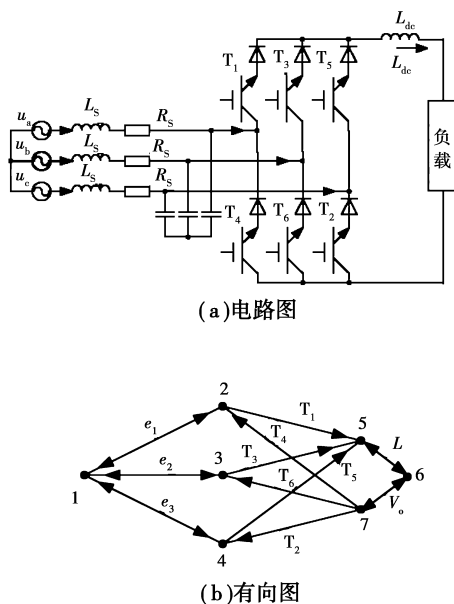 L_dc
T_1 T_3 T_5
L_dc
u_a L_S R_S
u_b L_S R_S
u_c L_S R_S
负载
T_4 T_6 T_2
(a)电路图
2
e_1 T_1
T_4 5
3 T_3 L
e_2 T_5 6
1 T_6
e_3 7 V_o
T_2
4
(b)有向图